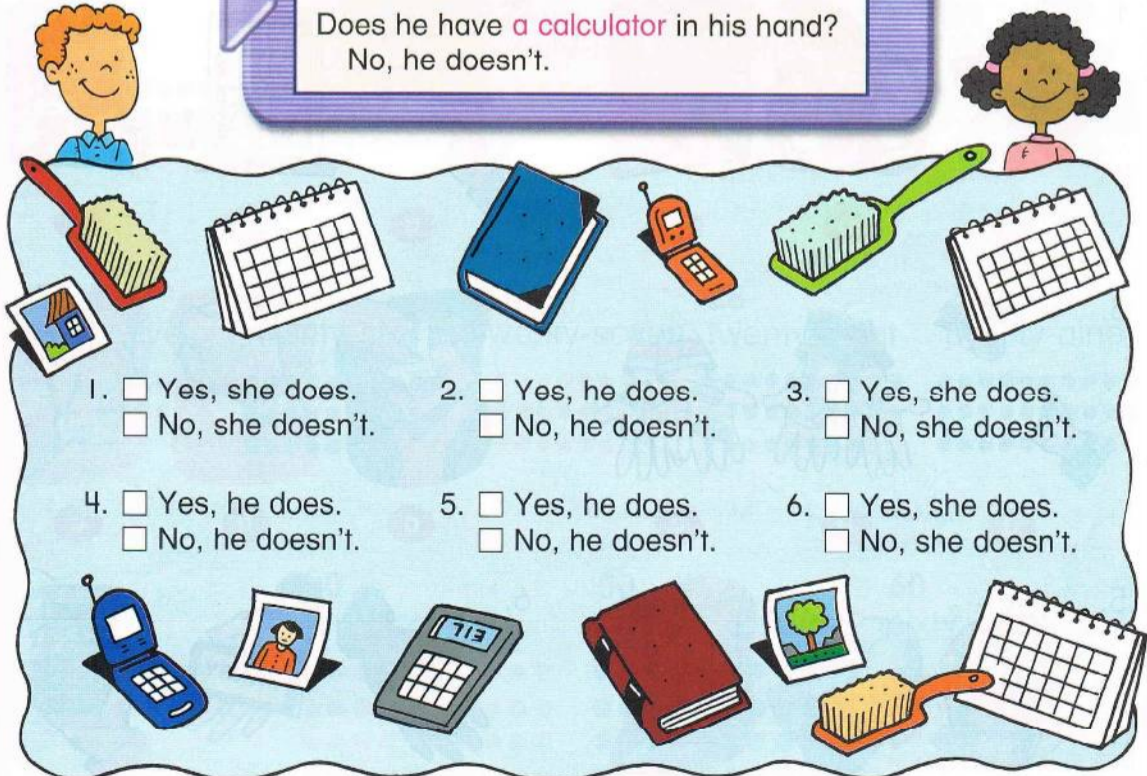 Does he have a calculator in his hand?
No, he doesn't.
1. Yes, she does.
No, she doesn't.
2. Yes, he does.
No, he doesn't.
3. Yes, she does.
No, she doesn't.
4. Yes, he does.
No, he doesn't.
5. Yes, he does.
No, he doesn't.
6. Yes, she does.
No, she doesn't.
713